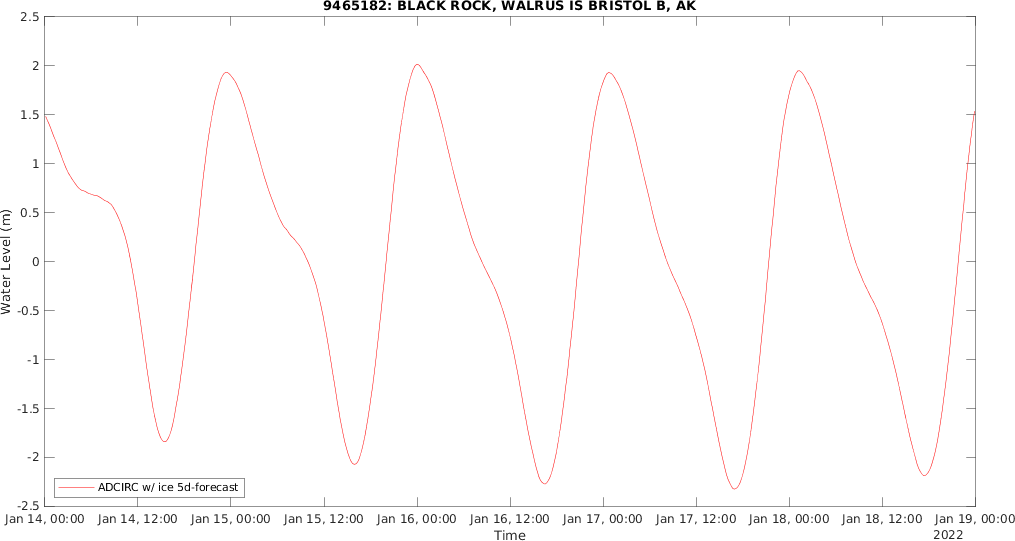 9465182: BLACK ROCK, WALRUS IS BRISTOL B, AK
2.5
2
1.5
1
0.5
0
-0.5
-1
-1.5
-2
-2.5
Water Level (m)
ADCIRC w/ ice 5d-forecast
Jan 14, 00:00 Jan 14, 12:00 Jan 15, 00:00 Jan 15, 12:00 Jan 16, 00:00 Jan 16, 12:00 Jan 17, 00:00 Jan 17, 12:00 Jan 18, 00:00 Jan 18, 12:00 Jan 19, 00:00
Time
2022